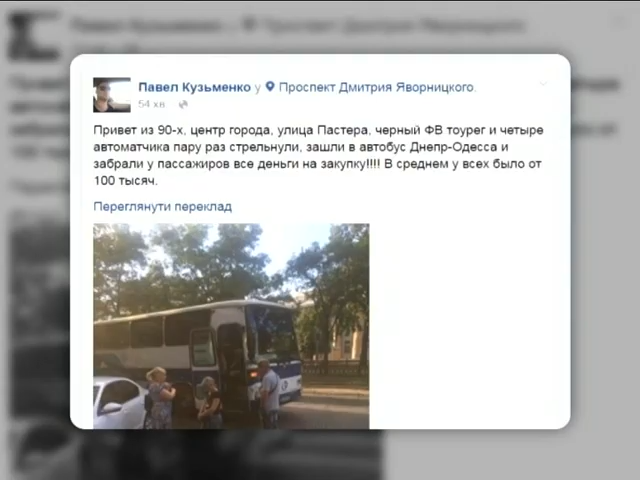 Павел Кузьменко у Проспект Дмитрия Яворницкого.
54 хв
Привет из 90-х, центр города, улица Пастера, черный ФВ тоурег и четыре
автоматчика пару раз стрельнули, зашли в автобус Днепр-Одесса и
забрали у пассажиров все деньги на закупку!!!! В среднем у всех было от
100 тысяч.
Переглянути переклад